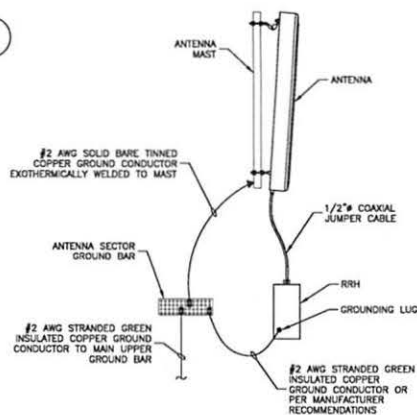 ANTENNA
MAST
ANTENNA
#2 AWG SOLID BARE TINNED
COPPER GROUND CONDUCTOR
EXOTHERMICALLY WELDED TO MAST
1/2"ø COAXIAL
JUMPER CABLE
ANTENNA SECTOR
GROUND BAR
RRH
GROUNDING LUG
#2 AWG STRANDED GREEN
INSULATED COPPER GROUND
CONDUCTOR TO MAIN UPPER
GROUND BAR
#2 AWG STRANDED GREEN
INSULATED COPPER
GROUND CONDUCTOR OR
PER MANUFACTURER
RECOMMENDATIONS